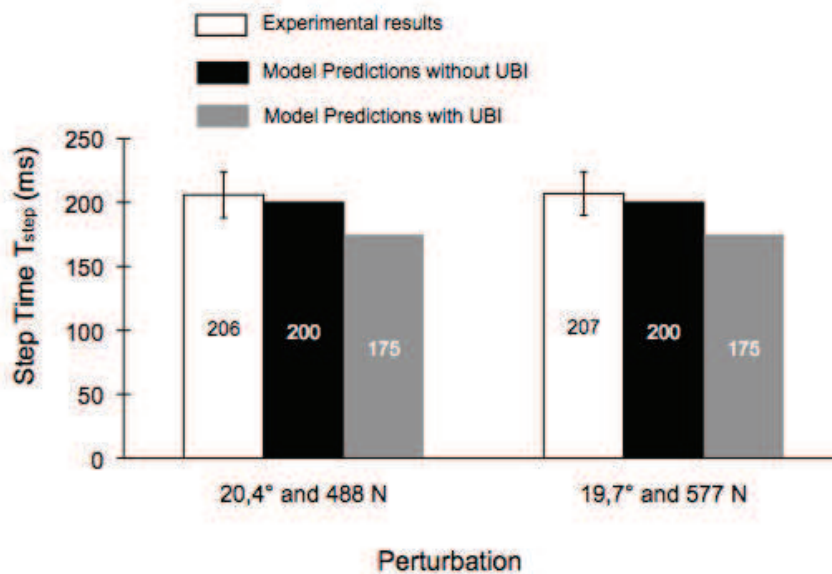 Experimental results
Model Predictions without UBI
Model Predictions with UBI
Step Time Tstep (ms)
250
200
150
100
50
0
206
200
175
207
200
175
20,4° and 488 N
19,7° and 577 N
Perturbation